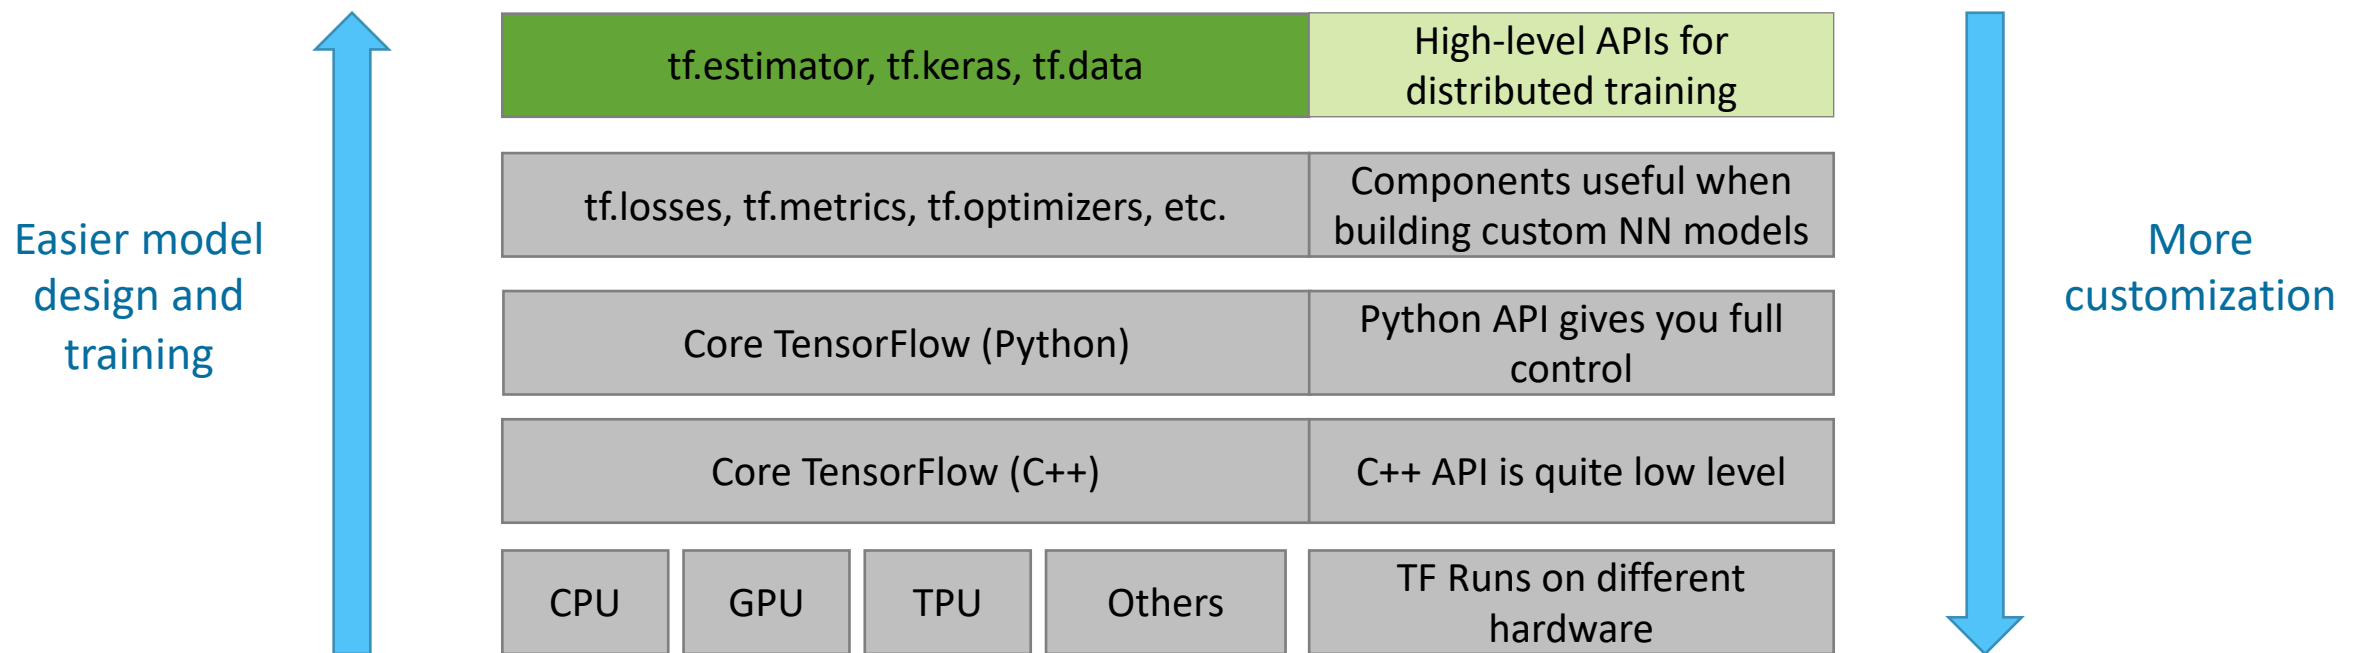 tf.estimator, tf.keras, tf.data
High-level APIs for
distributed training
tf.losses, tf.metrics, tf.optimizers, etc.
Components useful when
building custom NN models
Easier model
design and
training
More
customization
Core TensorFlow (Python)
Python API gives you full
control
Core TensorFlow (C++)
C++ API is quite low level
CPU
GPU
TPU
Others
TF Runs on different
hardware